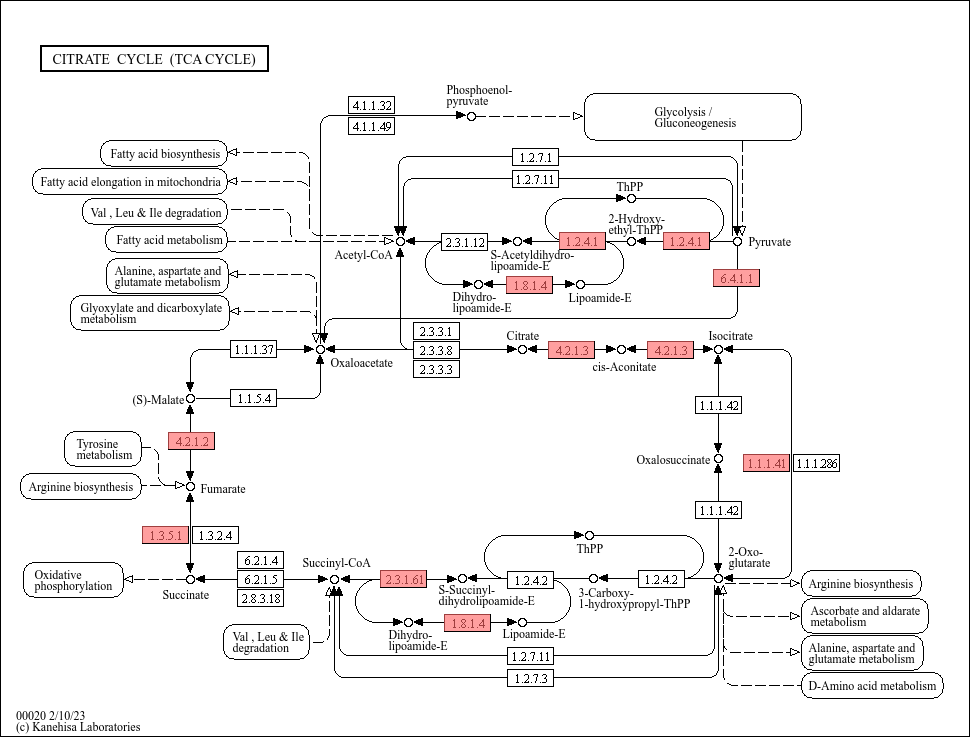 CITRATE CYCLE (TCA CYCLE)
Phosphoenol-
pyruvate
4.1.1.32
4.1.1.49
Glycolysis /
Gluconeogenesis
Fatty acid biosynthesis
Fatty acid elongation in mitochondria
Val , Leu & Ile degradation
Fatty acid metabolism
Alanine, aspartate and
glutamate metabolism
Glyoxylate and dicarboxylate
metabolism
1.2.7.1
1.2.7.11
ThPP
2-Hydroxy-
ethyl-ThPP
Acetyl-CoA
2.3.1.12
1.2.4.1
1.2.4.1
Pyruvate
S-Acetyldihydro-
lipoamide-E
1.8.1.4
6.4.1.1
Dihydro-
lipoamide-E
Lipoamide-E
2.3.3.1
2.3.3.8
2.3.3.3
Citrate
Isocitrate
1.1.1.37
Oxaloacetate
4.2.1.3
4.2.1.3
cis-Aconitate
(S)-Malate
1.1.5.4
1.1.1.42
4.2.1.2
Tyrosine
metabolism
Oxalosuccinate
1.1.1.41
1.1.1.286
Arginine biosynthesis
Fumarate
1.1.1.42
1.3.5.1
1.3.2.4
ThPP
2-Oxo-
glutarate
6.2.1.4
6.2.1.5
2.8.3.18
Succinyl-CoA
Oxidative
phosphorylation
Succinate
2.3.1.61
1.2.4.2
1.2.4.2
S-Succinyl-
dihydrolipoamide-E
3-Carboxy-
1-hydroxypropyl-ThPP
Arginine biosynthesis
Ascorbate and aldarate
metabolism
1.8.1.4
Dihydro-
lipoamide-E
Lipoamide-E
Val , Leu & Ile
degradation
Alanine, aspartate and
glutamate metabolism
1.2.7.11
1.2.7.3
D-Amino acid metabolism
00020 2/10/23
(c) Kanehisa Laboratories